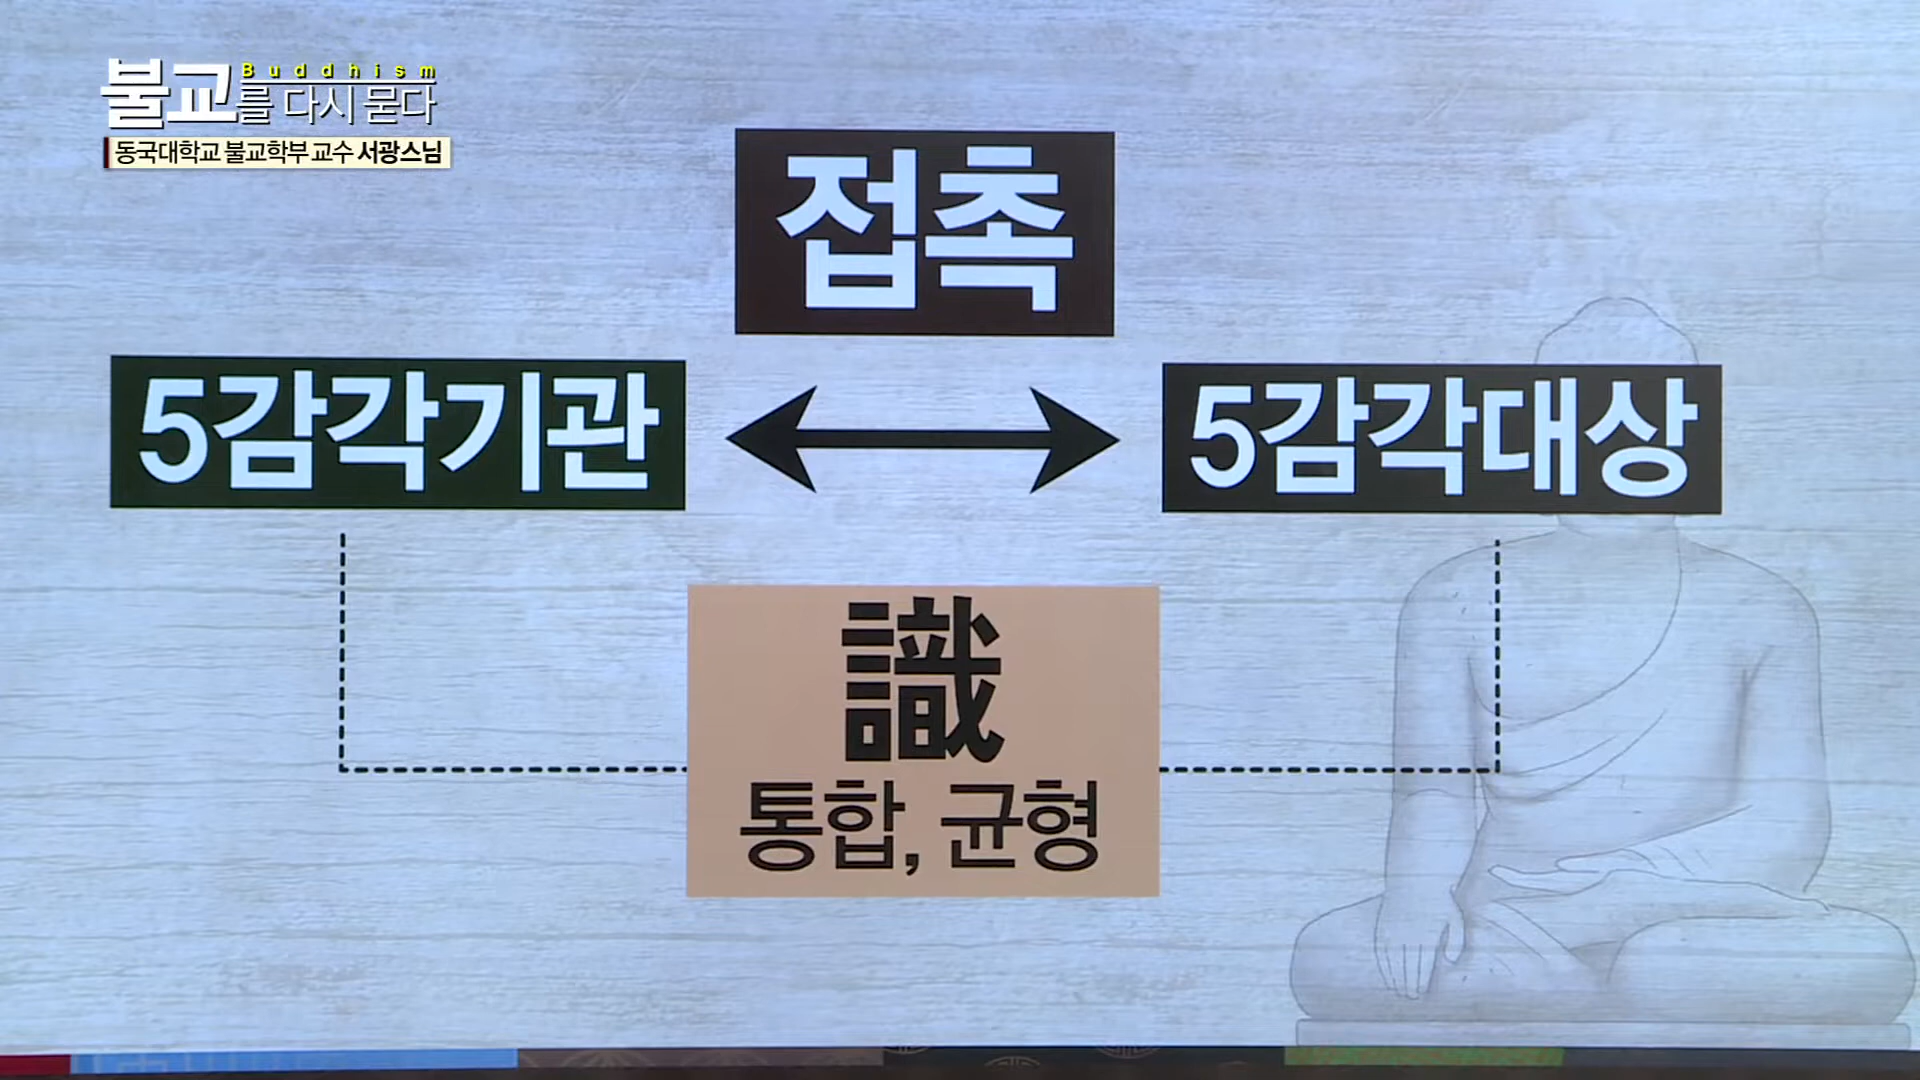 Buddhism
불교를 다시 묻다
동국대학교 불교학부 교수 서광스님
접촉
5감각기관
5감각대상
識
통합, 균형